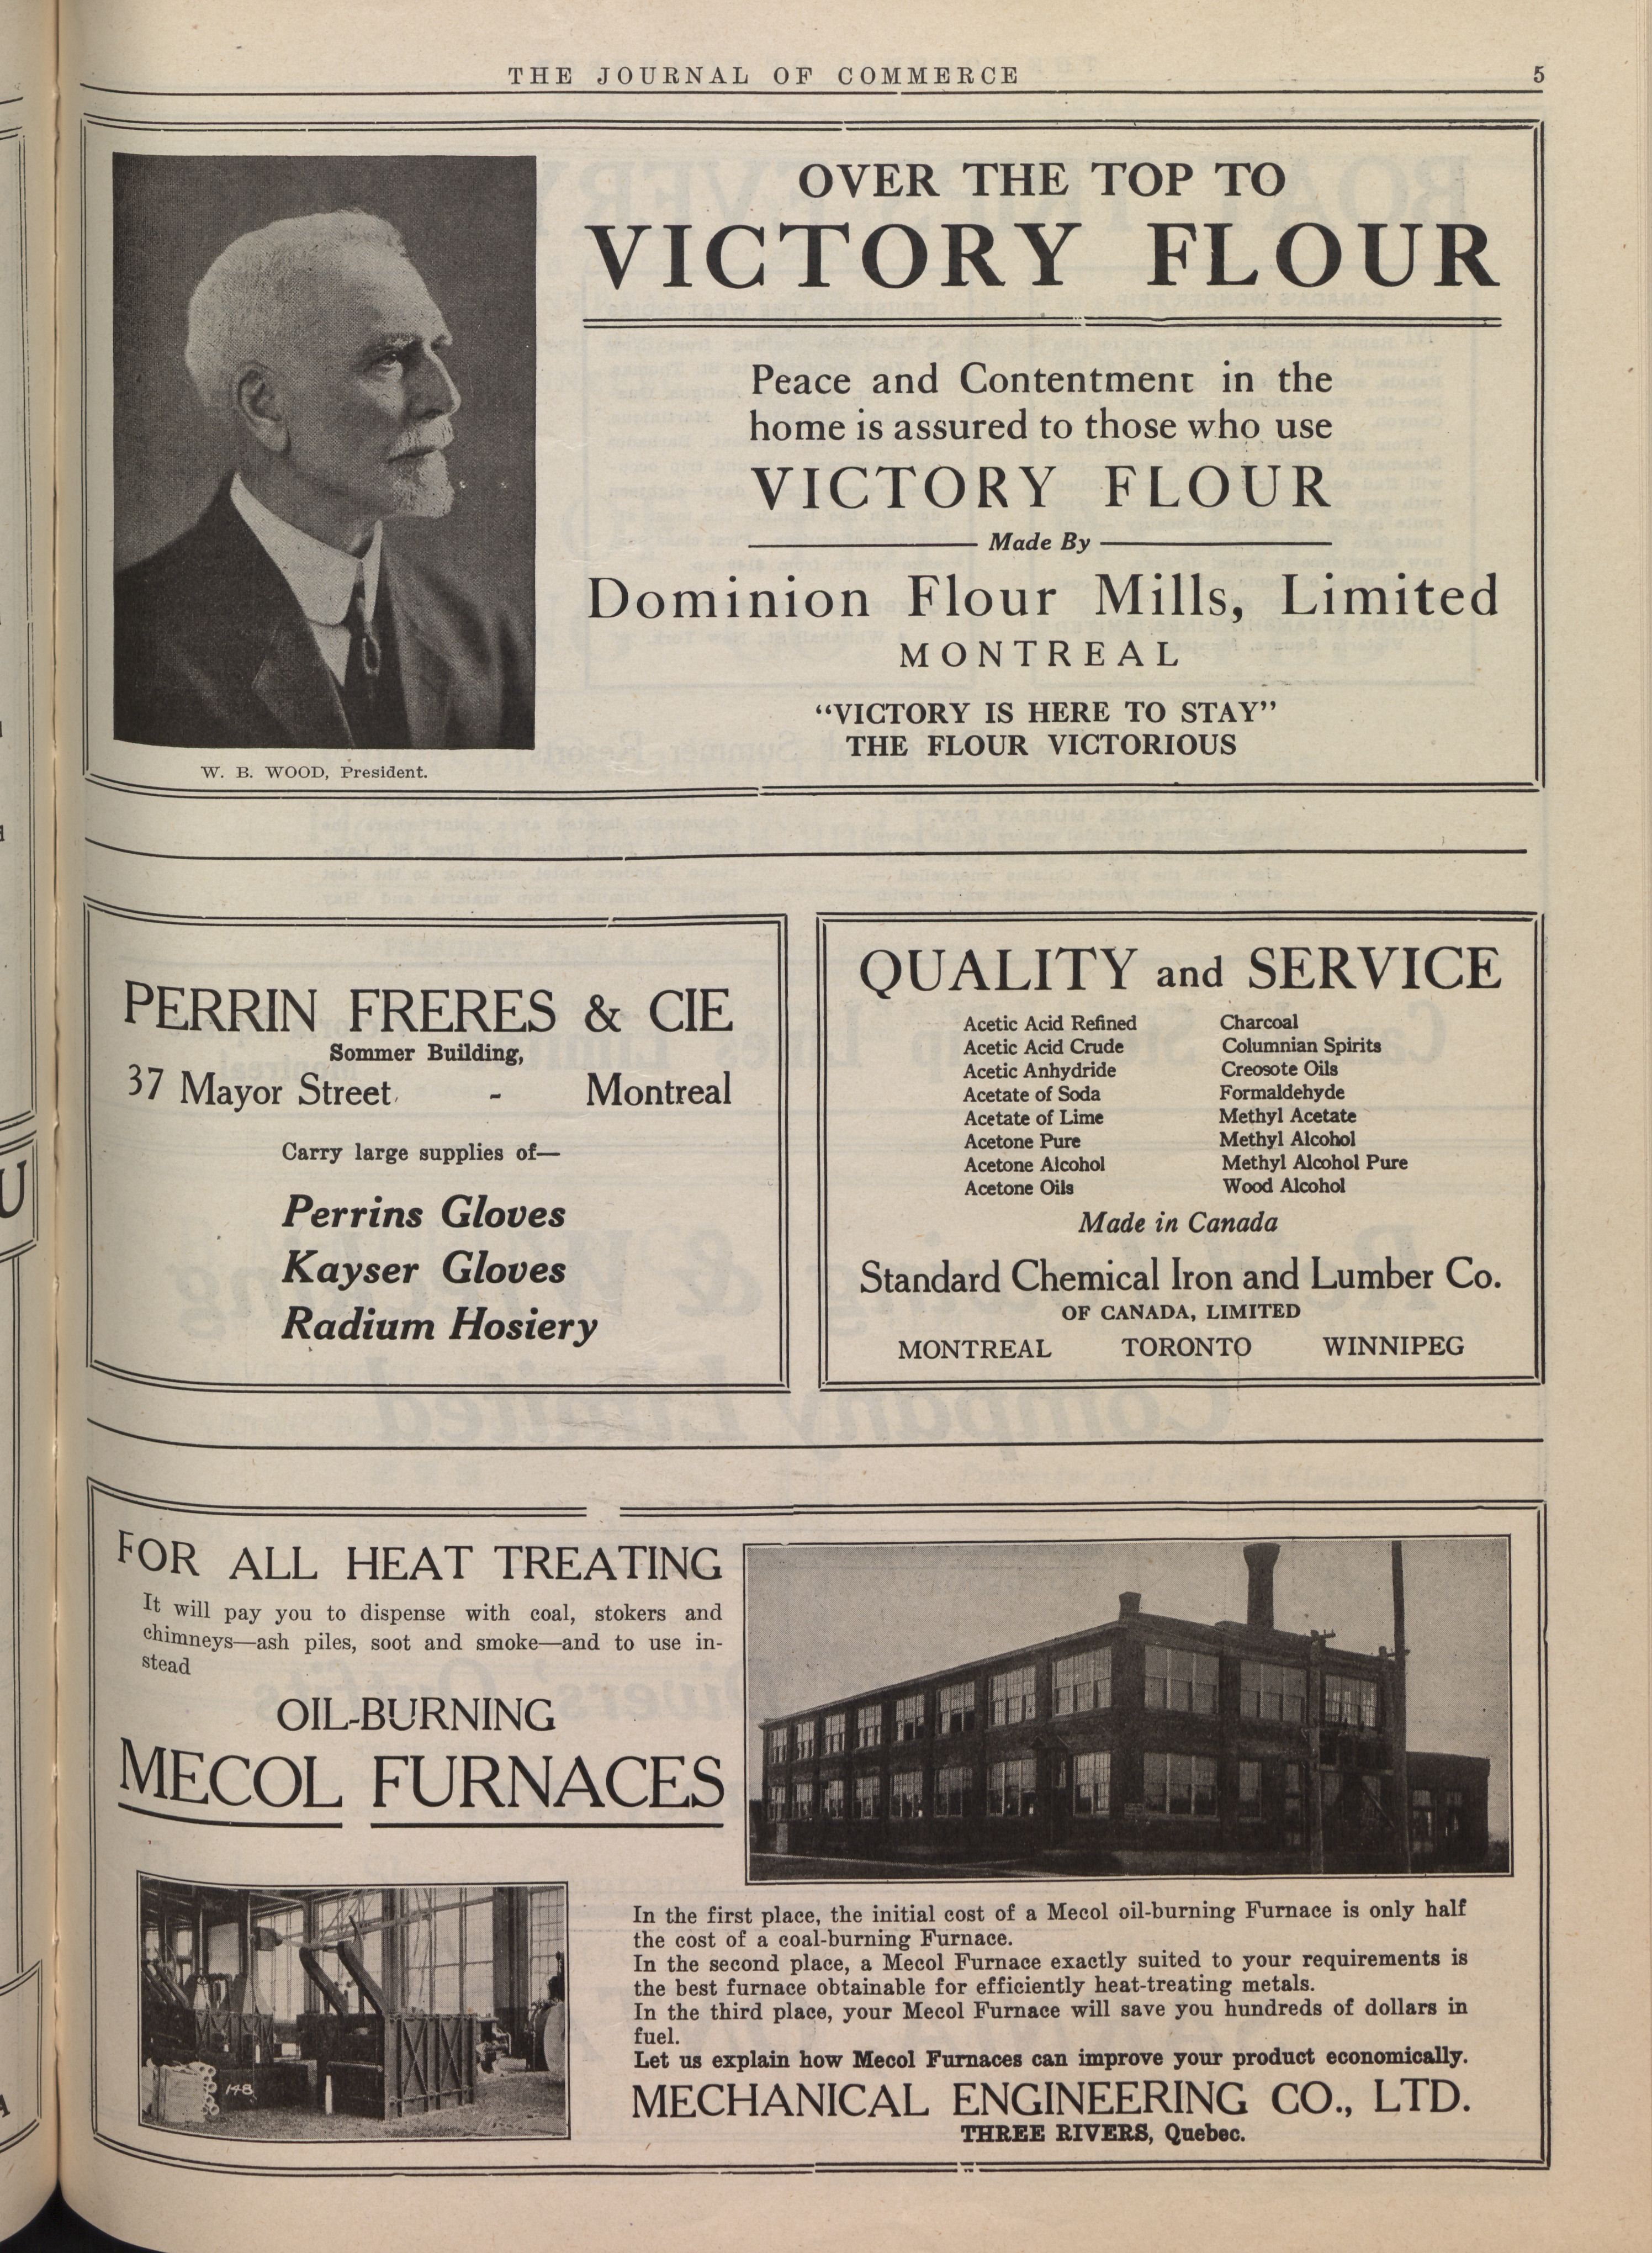 THE JOURNAL OF COMMERCE 5
OVER THE TOP TO
VICTORY FLOUR
Peace and Contentment in the
home is assured to those who use
VICTORY FLOUR
Made By
Dominion Flour Mills, Limited
MONTREAL
“VICTORY IS HERE TO STAY”
THE FLOUR VICTORIOUS
W. B. WOOD, President.
PERRIN FRERES & CIE
Sommer Building,
37 Mayor Street - Montreal
Carry large supplies of—
Perrins Gloves
Kayser Gloves
Radium Hosiery
QUALITY and SERVICE
Acetic Acid Refined
Acetic Acid Crude
Acetic Anhydride
Acetate of Soda
Acetate of Lime
Acetone Pure
Acetone Alcohol
Acetone Oils
Charcoal
Columnian Spirits
Creosote Oils
Formaldehyde
Methyl Acetate
Methyl Alcohol
Methyl Alcohol Pure
Wood Alcohol
Made in Canada
Standard Chemical Iron and Lumber Co.
OF CANADA, LIMITED
MONTREAL TORONTO WINNIPEG
FOR ALL HEAT TREATING
It will pay you to dispense with coal, stokers and
chimneys—ash piles, soot and smoke—and to use in-
stead
OIL-BURNING
MECOL FURNACES
148
In the first place, the initial cost of a Mecol oil-burning Furnace is only half
the cost of a coal-burning Furnace.
In the second place, a Mecol Furnace exactly suited to your requirements is
the best furnace obtainable for efficiently heat-treating metals.
In the third place, your Mecol Furnace will save you hundreds of dollars in
fuel.
Let us explain how Mecol Furnaces can improve your product economically.
MECHANICAL ENGINEERING CO., LTD.
THREE RIVERS, Quebec.